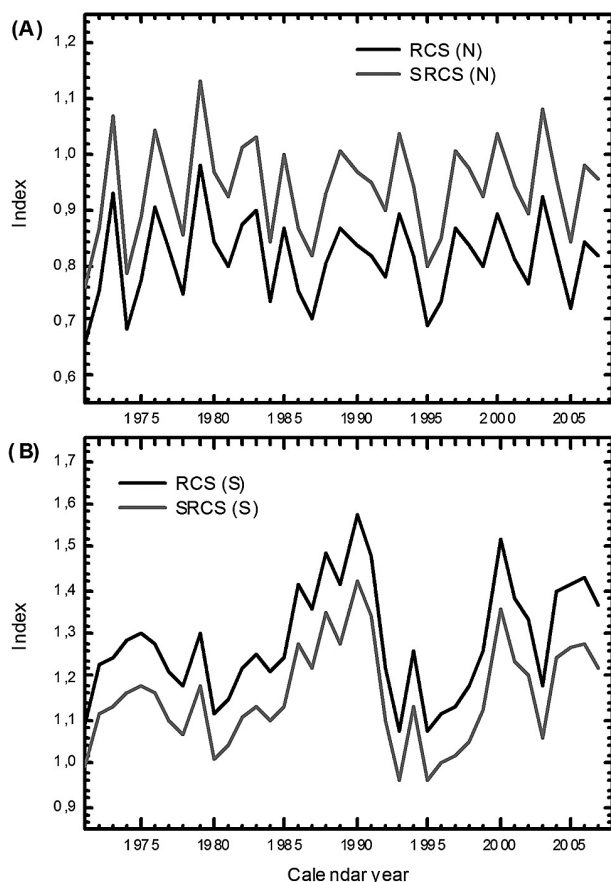 (A)
1,2
1,1
1,0
0,9
0,8
0,7
0,6
Index
RCS (N)
SRCS (N)
1975 1980 1985 1990 1995 2000 2005
(B)
1,7
1,6
1,5
1,4
1,3
1,2
1,1
1,0
0,9
Index
RCS (S)
SRCS (S)
1975 1980 1985 1990 1995 2000 2005
Calendar year